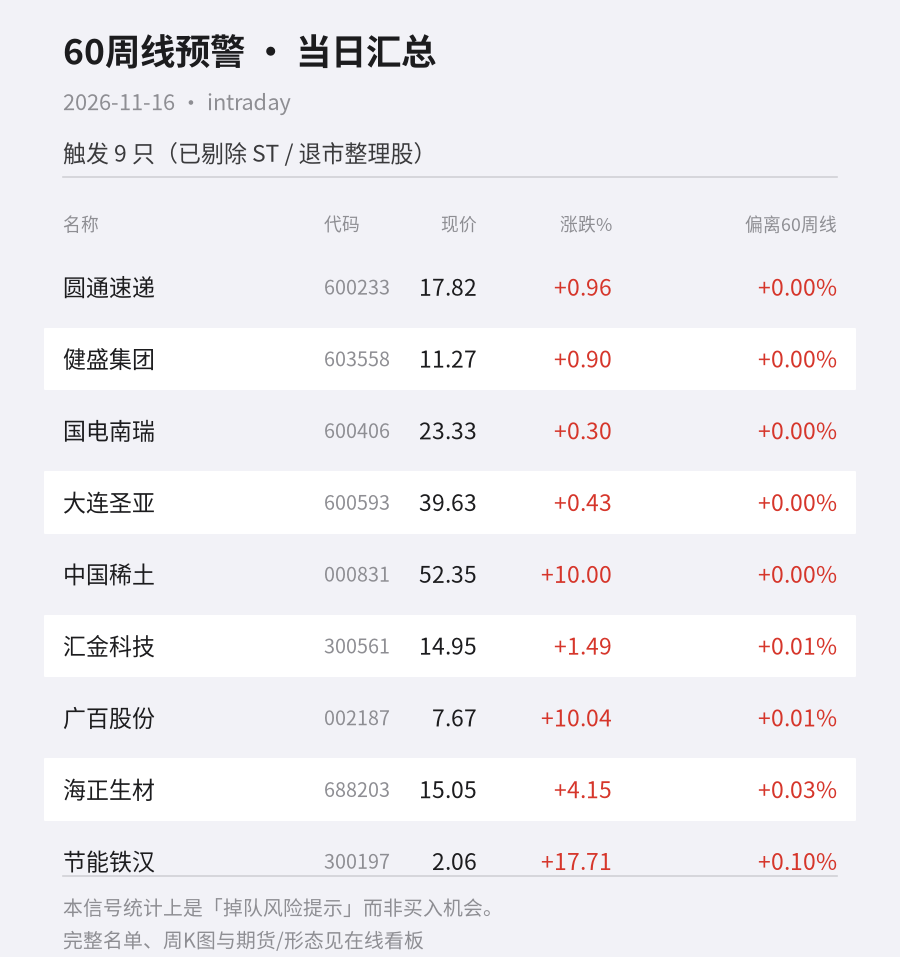 60周线预警 • 当日汇总
2026-11-16 • intraday
触发 9 只（已剔除 ST / 退市整理股）
名称 代码 现价 涨跌% 偏离60周线
圆通速递 600233 17.82 +0.96 +0.00%
健盛集团 603558 11.27 +0.90 +0.00%
国电南瑞 600406 23.33 +0.30 +0.00%
大连圣亚 600593 39.63 +0.43 +0.00%
中国稀土 000831 52.35 +10.00 +0.00%
汇金科技 300561 14.95 +1.49 +0.01%
广百股份 002187 7.67 +10.04 +0.01%
海正生材 688203 15.05 +4.15 +0.03%
节能铁汉 300197 2.06 +17.71 +0.10%
本信号统计上是「掉队风险提示」而非买入机会。
完整名单、周K图与期货/形态见在线看板